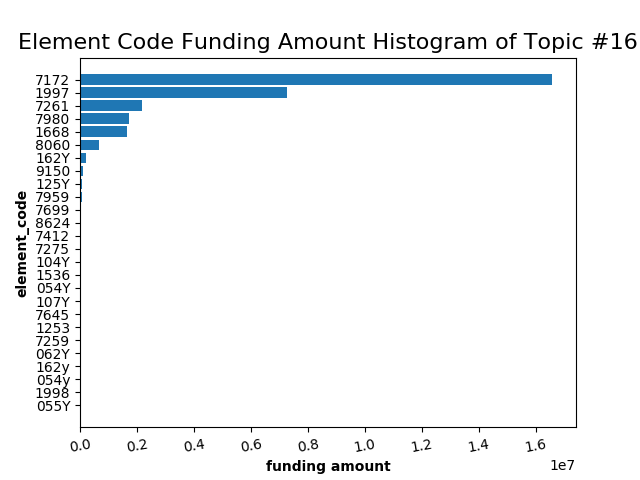 Element Code Funding Amount Histogram of Topic #16
7172
1997
7261
7980
1668
8060
162Y
9150
125Y
7959
7699
8624
7412
7275
104Y
1536
054Y
107Y
7645
1253
7259
062Y
162y
054y
1998
055Y
element_code
0.0 0.2 0.4 0.6 0.8 1.0 1.2 1.4 1.6
1e7
funding amount